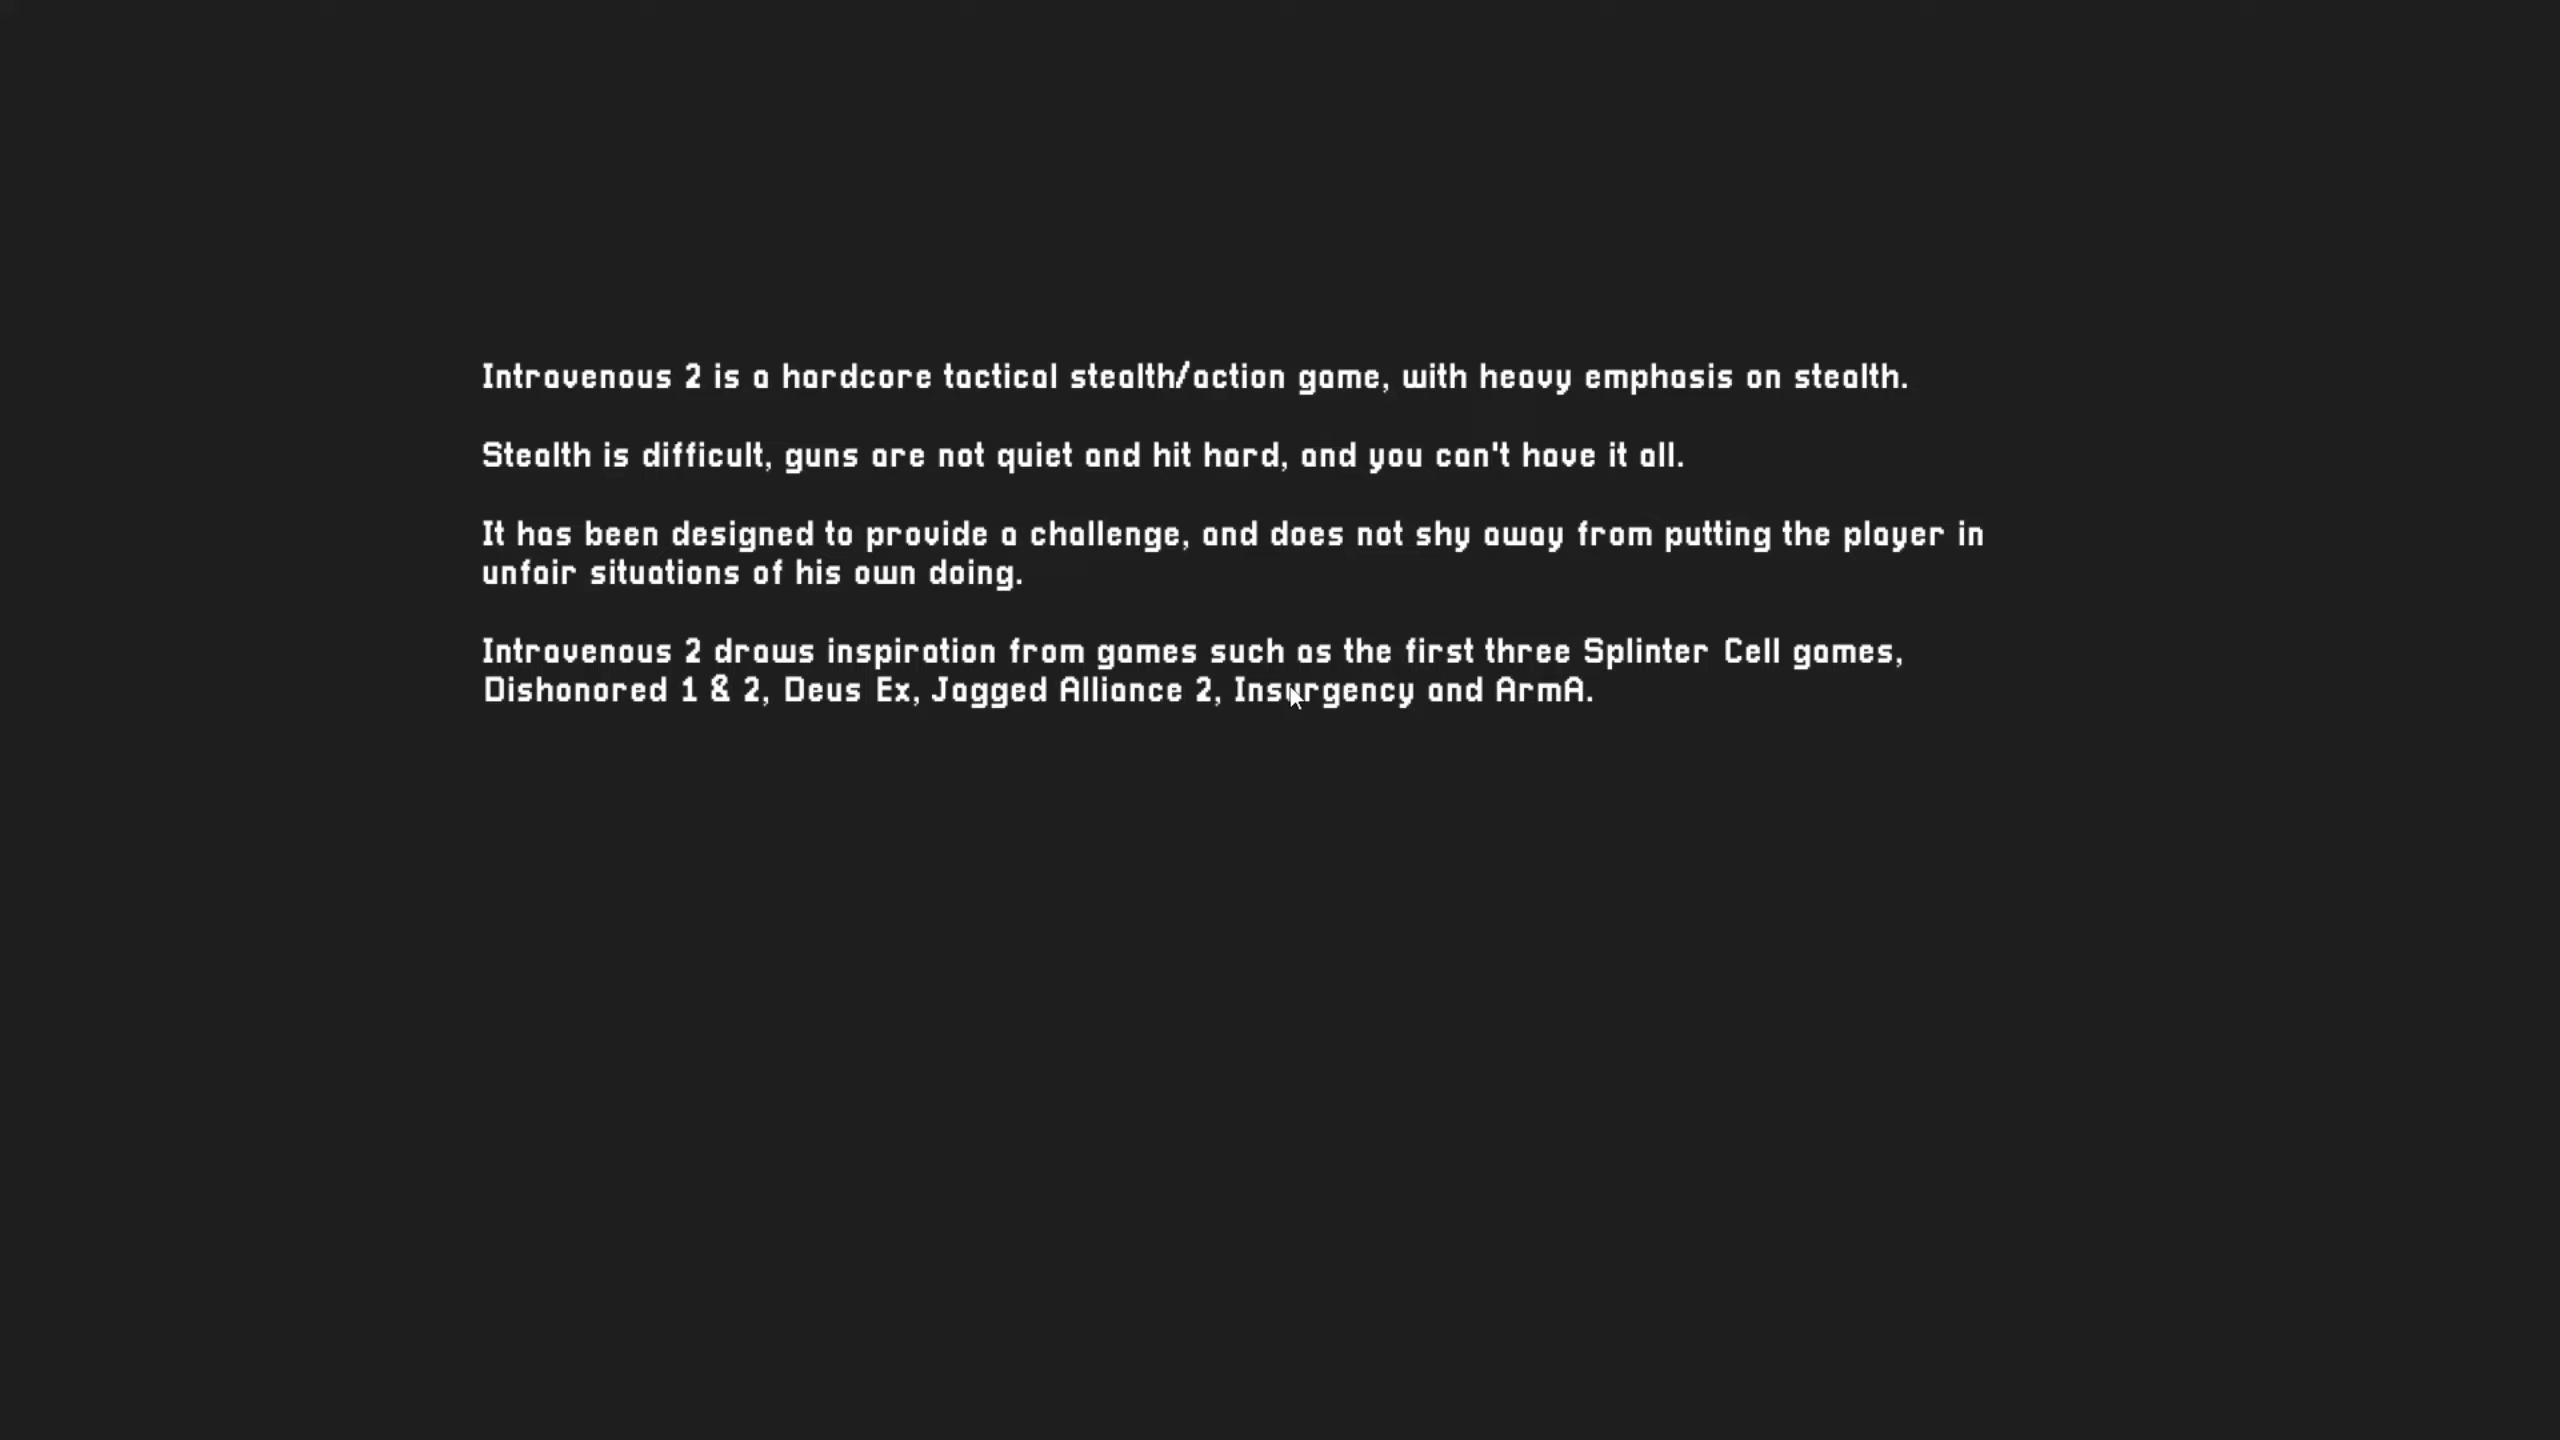 Intravenous 2 is a hardcore tactical stealth/action game, with heavy emphasis on stealth.
Stealth is difficult, guns are not quiet and hit hard, and you can't have it all.
It has been designed to provide a challenge, and does not shy away from putting the player in
unfair situations of his own doing.
Intravenous 2 draws inspiration from games such as the first three Splinter Cell games,
Dishonored 1 & 2, Deus Ex, Jagged Alliance 2, Insurgency and ArmA.